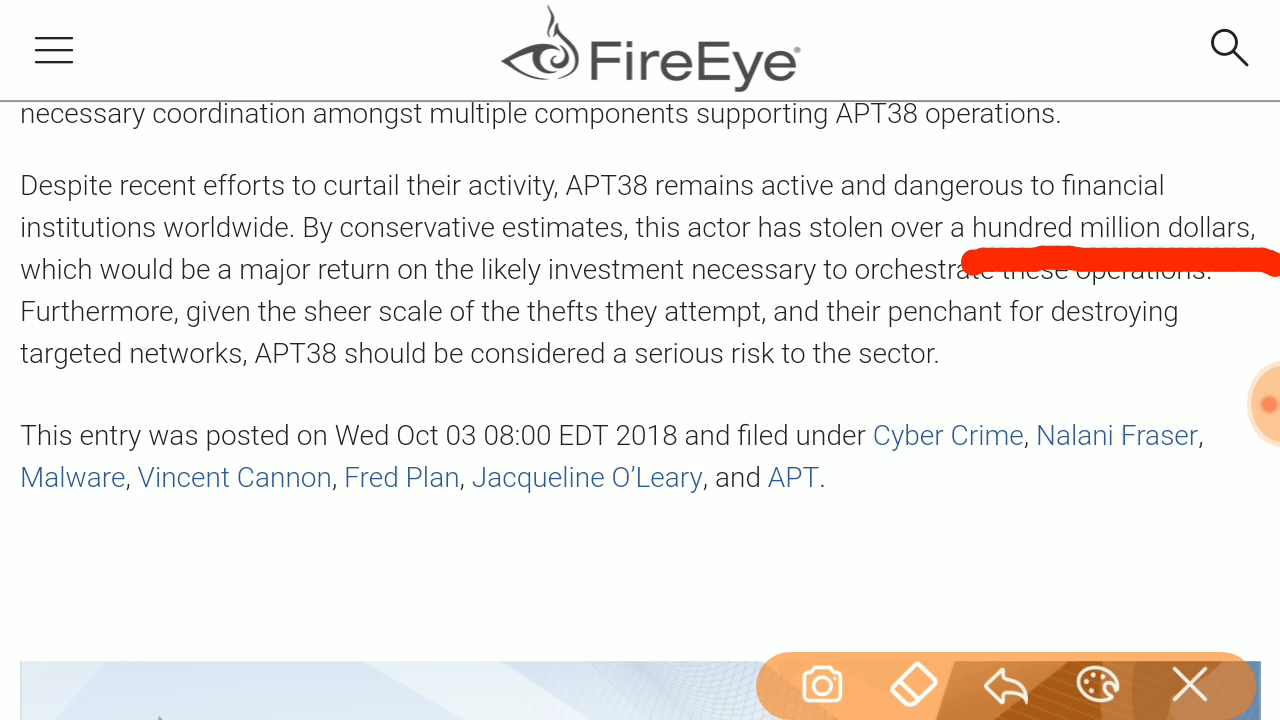 FireEye
necessary coordination amongst multiple components supporting APT38 operations.
Despite recent efforts to curtail their activity, APT38 remains active and dangerous to financial
institutions worldwide. By conservative estimates, this actor has stolen over a hundred million dollars,
which would be a major return on the likely investment necessary to orchestrate these operations.
Furthermore, given the sheer scale of the thefts they attempt, and their penchant for destroying
targeted networks, APT38 should be considered a serious risk to the sector.
This entry was posted on Wed Oct 03 08:00 EDT 2018 and filed under Cyber Crime, Nalani Fraser,
Malware, Vincent Cannon, Fred Plan, Jacqueline O’Leary, and APT.